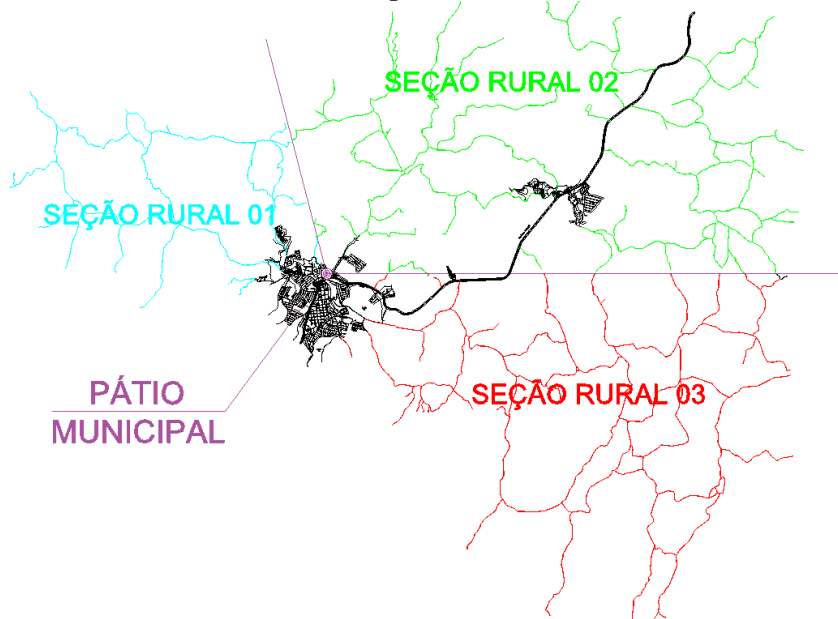 SEÇÃO RURAL 02
SEÇÃO RURAL 01
SEÇÃO RURAL 03
PÁTIO
MUNICIPAL